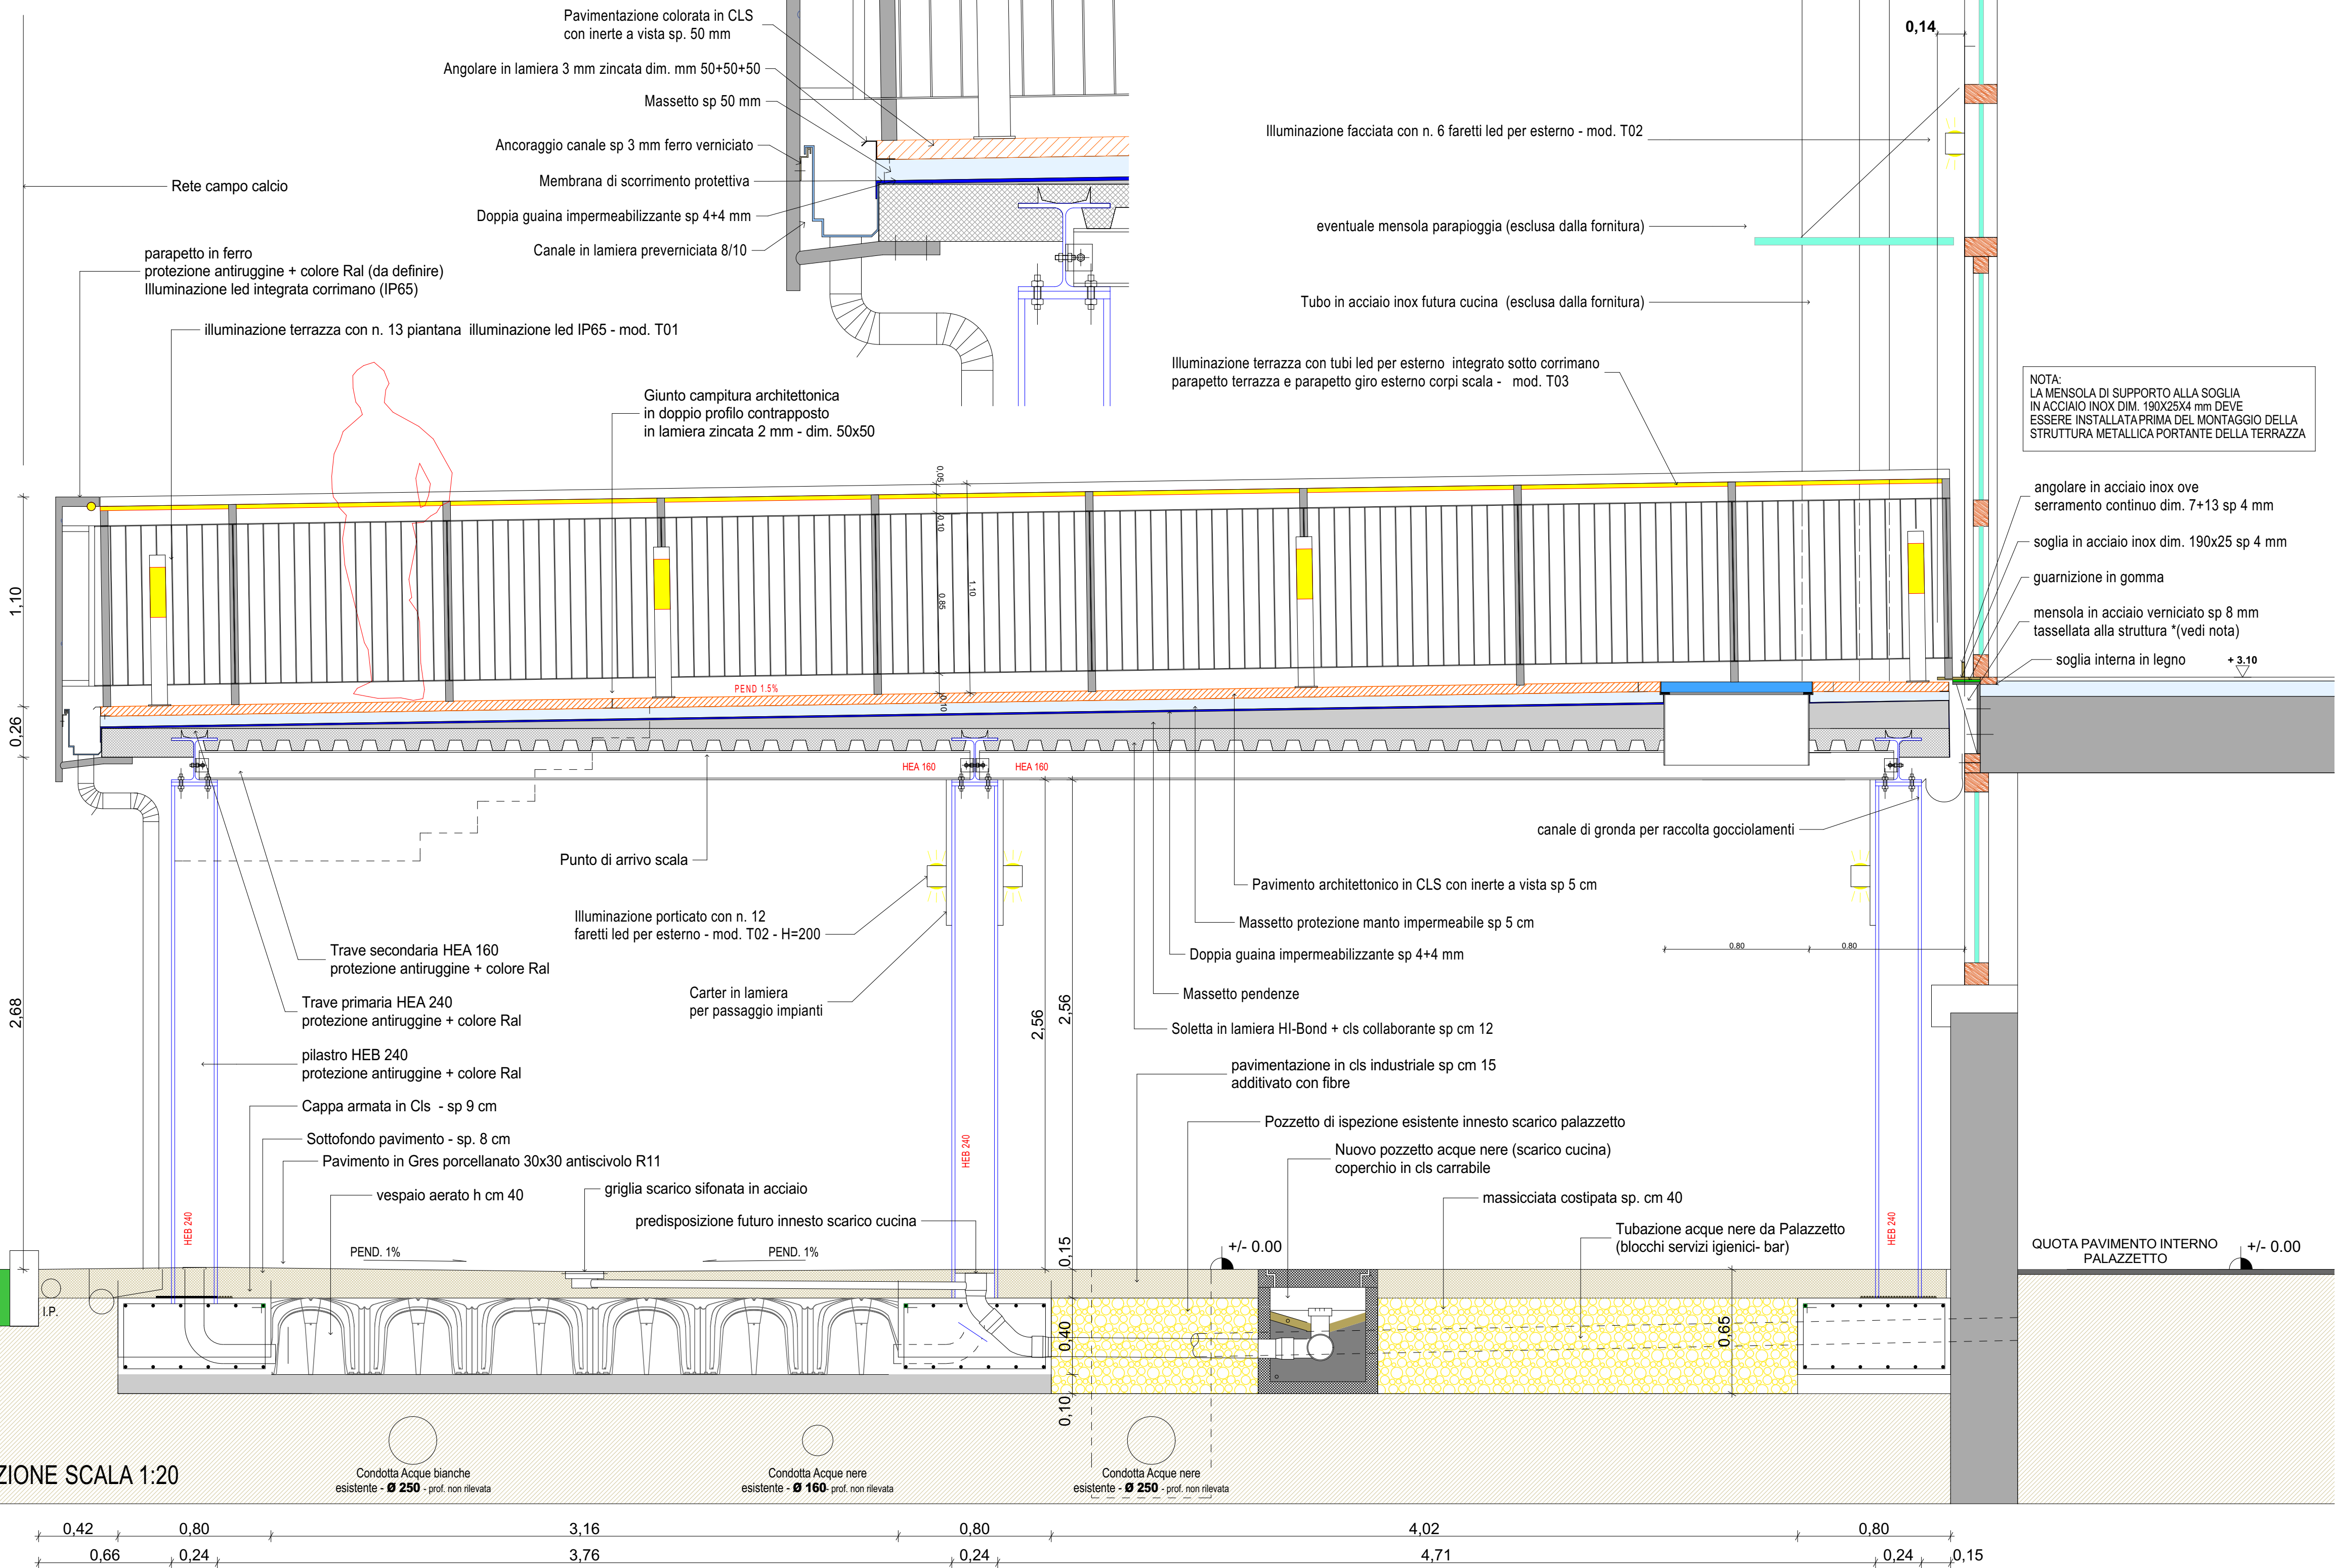 Pavimentazione colorata in CLS
con inerte a vista sp. 50 mm
Angolare in lamiera 3 mm zincata dim. mm 50+50+50
Massetto sp 50 mm
Ancoraggio canale sp 3 mm ferro verniciato
Membrana di scorrimento protettiva
Doppia guaina impermeabilizzante sp 4+4 mm
Canale in lamiera preverniciata 8/10
Rete campo calcio
parapetto in ferro
protezione antiruggine + colore Ral (da definire)
Illuminazione led integrata corrimano (IP65)
illuminazione terrazza con n. 13 piantana illuminazione led IP65 - mod. T01
Giunto campitura architettonica
in doppio profilo contrapposto
in lamiera zincata 2 mm - dim. 50x50
0,14
Illuminazione facciata con n. 6 faretti led per esterno - mod. T02
eventuale mensola parapioggia (esclusa dalla fornitura)
Tubo in acciaio inox futura cucina (esclusa dalla fornitura)
Illuminazione terrazza con tubi led per esterno integrato sotto corrimano
parapetto terrazza e parapetto giro esterno corpi scala - mod. T03
NOTA:
LA MENSOLA DI SUPPORTO ALLA SOGLIA
IN ACCIAIO INOX DIM. 190X25X4 mm DEVE
ESSERE INSTALLATA PRIMA DEL MONTAGGIO DELLA
STRUTTURA METALLICA PORTANTE DELLA TERRAZZA
angolare in acciaio inox ove
serramento continuo dim. 7+13 sp 4 mm
soglia in acciaio inox dim. 190x25 sp 4 mm
guarnizione in gomma
mensola in acciaio verniciato sp 8 mm
tassellata alla struttura *(vedi nota)
soglia interna in legno
+ 3.10
0,05
0,10
1,10
0,85
0,10
1,10
0,26
2,68
PEND 1.5%
HEA 160
HEA 160
canale di gronda per raccolta gocciolamenti
Punto di arrivo scala
Pavimento architettonico in CLS con inerte a vista sp 5 cm
Illuminazione porticato con n. 12
faretti led per esterno - mod. T02 - H=200
Massetto protezione manto impermeabile sp 5 cm
0.80
0.80
Trave secondaria HEA 160
protezione antiruggine + colore Ral
Doppia guaina impermeabilizzante sp 4+4 mm
Carter in lamiera
per passaggio impianti
Massetto pendenze
Trave primaria HEA 240
protezione antiruggine + colore Ral
2,56
2,56
Soletta in lamiera HI-Bond + cls collaborante sp cm 12
pilastro HEB 240
protezione antiruggine + colore Ral
pavimentazione in cls industriale sp cm 15
additivato con fibre
Cappa armata in Cls - sp 9 cm
Pozzetto di ispezione esistente innesto scarico palazzetto
Sottofondo pavimento - sp. 8 cm
Nuovo pozzetto acque nere (scarico cucina)
coperchio in cls carrabile
Pavimento in Gres porcellanato 30x30 antiscivolo R11
HEB 240
HEB 240
HEB 240
vespaio aerato h cm 40
griglia scarico sifonata in acciaio
massicciata costipata sp. cm 40
predisposizione futuro innesto scarico cucina
Tubazione acque nere da Palazzetto
(blocchi servizi igienici- bar)
PEND. 1%
PEND. 1%
0,15
+/- 0.00
QUOTA PAVIMENTO INTERNO
PALAZZETTO
+/- 0.00
I.P.
0,40
0,65
0,10
ZIONE SCALA 1:20
Condotta Acque bianche
esistente - Ø 250 - prof. non rilevata
Condotta Acque nere
esistente - Ø 160- prof. non rilevata
Condotta Acque nere
esistente - Ø 250 - prof. non rilevata
0,42 0,80 3,16 0,80 4,02 0,80
0,66 0,24 3,76 0,24 4,71 0,24 0,15